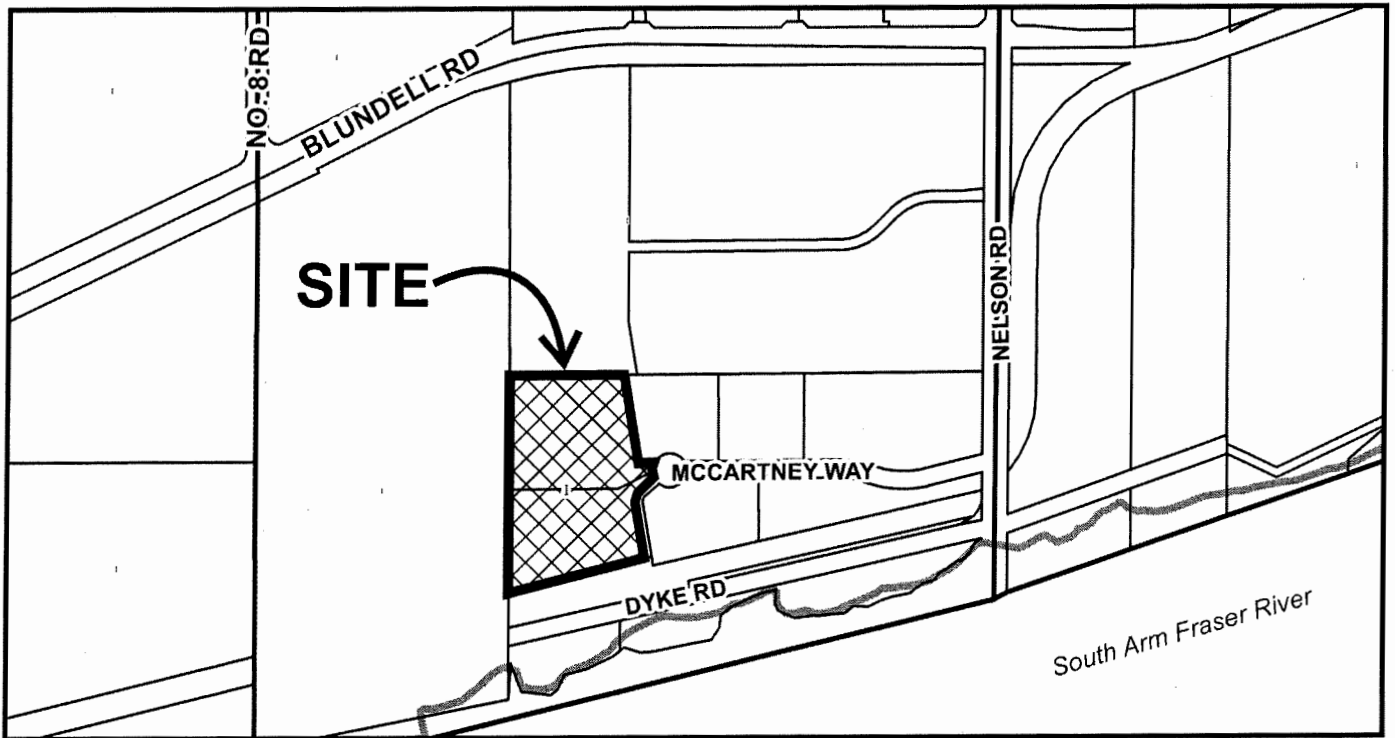 NO. 8 RD
BLUNDELL RD
SITE
NELSON RD
MCCARTNEY WAY
I
DYKE RD
South Arm Fraser River